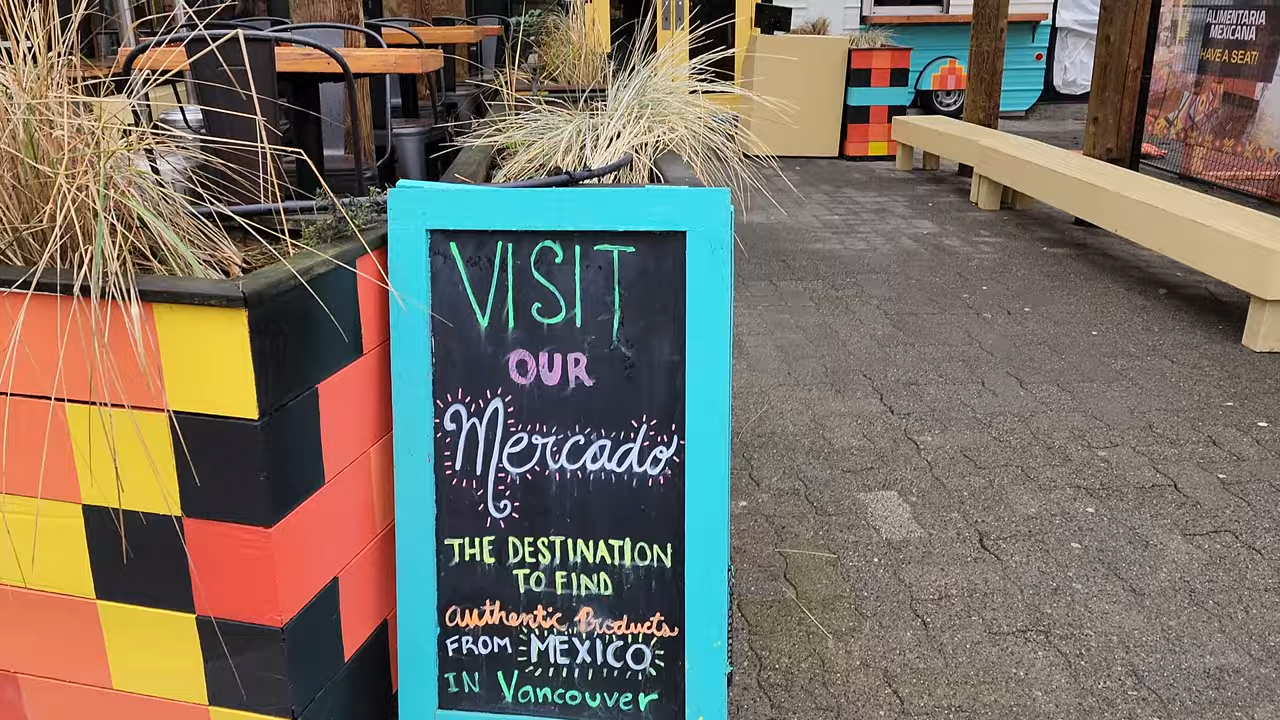 VISIT
OUR
Mercado
THE DESTINATION
TO FIND
authentic Products
FROM MEXICO
IN Vancouver
ALIMENTARIA
MEXICANA
HAVE A SEAT!